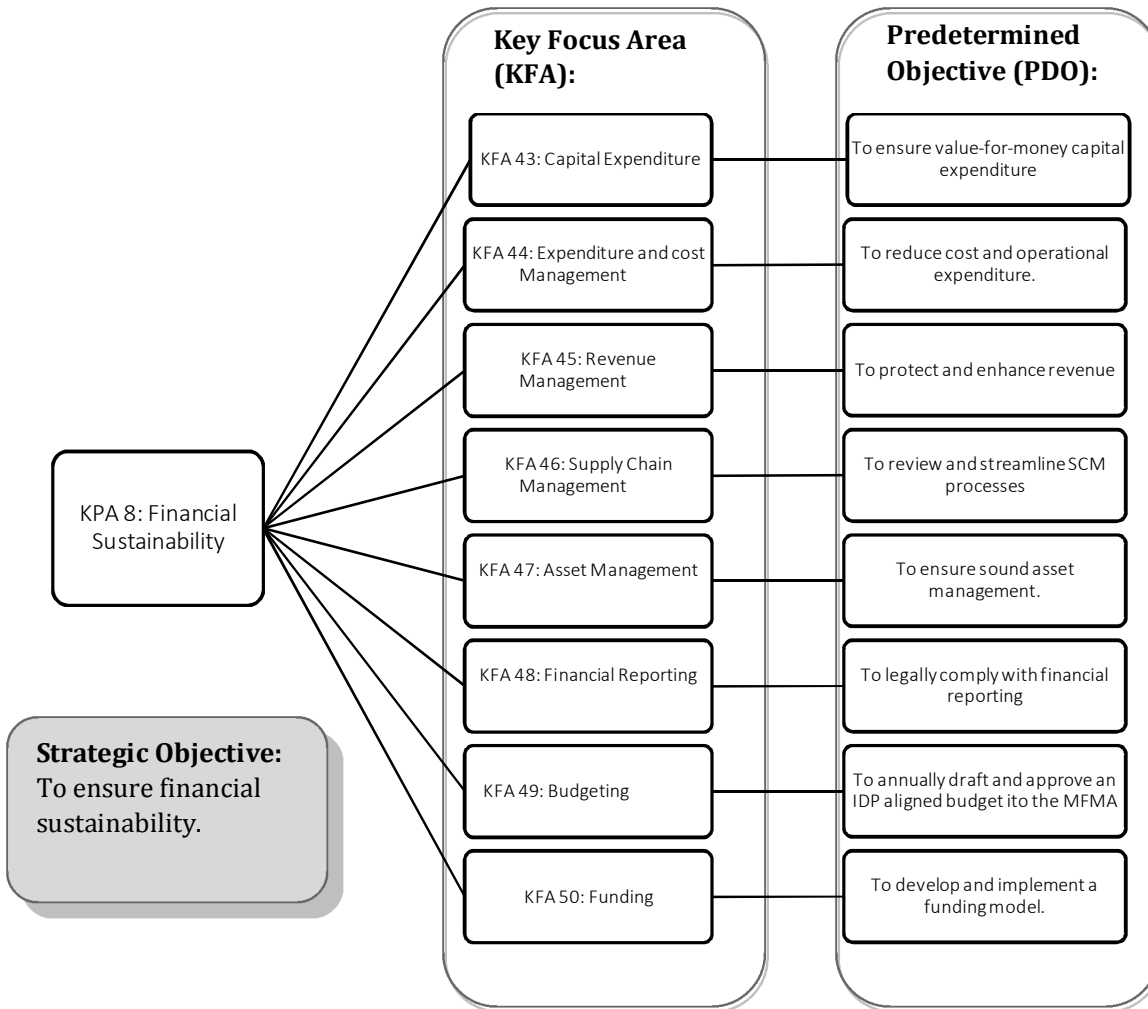 Key Focus Area
(KFA):
Predetermined
Objective (PDO):
KFA 43: Capital Expenditure
To ensure value-for-money capital
expenditure
KFA 44: Expenditure and cost
Management
To reduce cost and operational
expenditure.
KFA 45: Revenue
Management
To protect and enhance revenue
KFA 46: Supply Chain
Management
To review and streamline SCM
processes
KPA 8: Financial
Sustainability
KFA 47: Asset Management
To ensure sound asset
management.
KFA 48: Financial Reporting
To legally comply with financial
reporting
Strategic Objective:
To ensure financial
sustainability.
KFA 49: Budgeting
To annually draft and approve an
IDP aligned budget ito the MFMA
KFA 50: Funding
To develop and implement a
funding model.